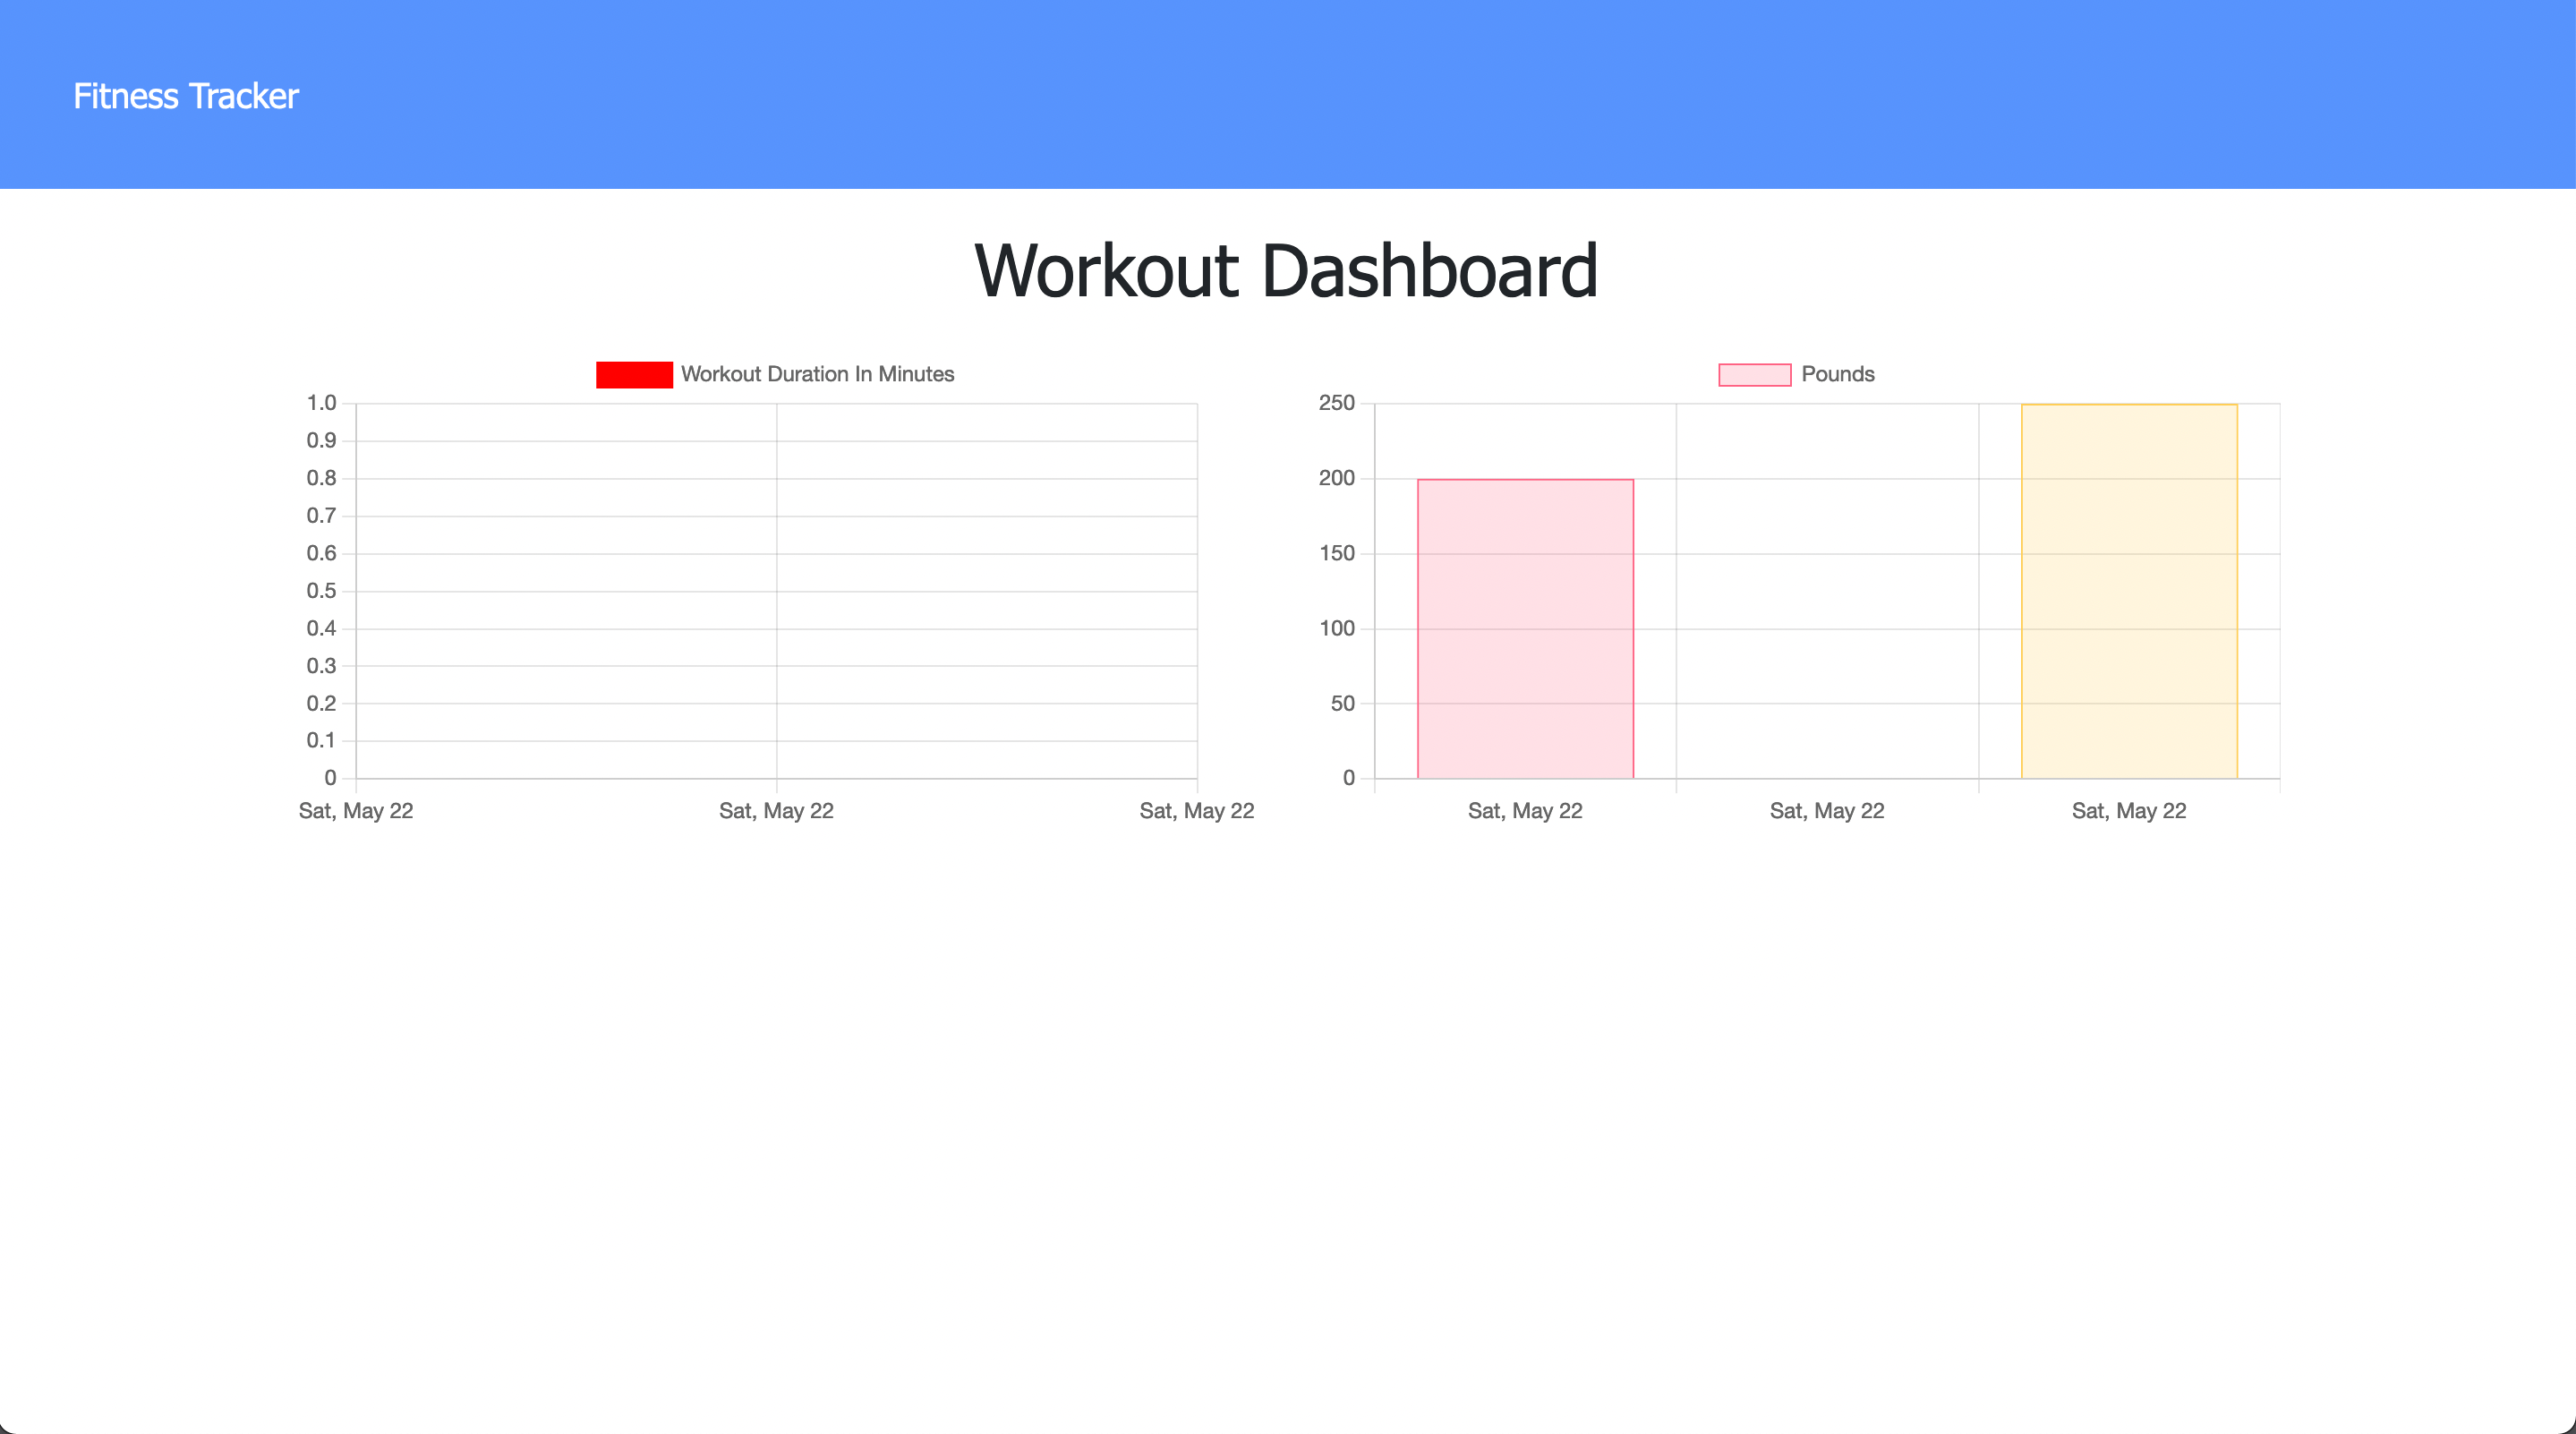 Fitness Tracker
Workout Dashboard
Workout Duration In Minutes
1.0
0.9
0.8
0.7
0.6
0.5
0.4
0.3
0.2
0.1
0
Sat, May 22 Sat, May 22 Sat, May 22
Pounds
250
200
150
100
50
0
Sat, May 22 Sat, May 22 Sat, May 22